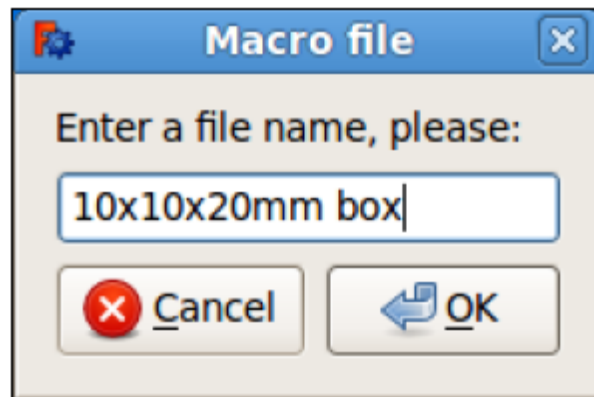 Macro file
Enter a file name, please:
10x10x20mm box
Cancel OK